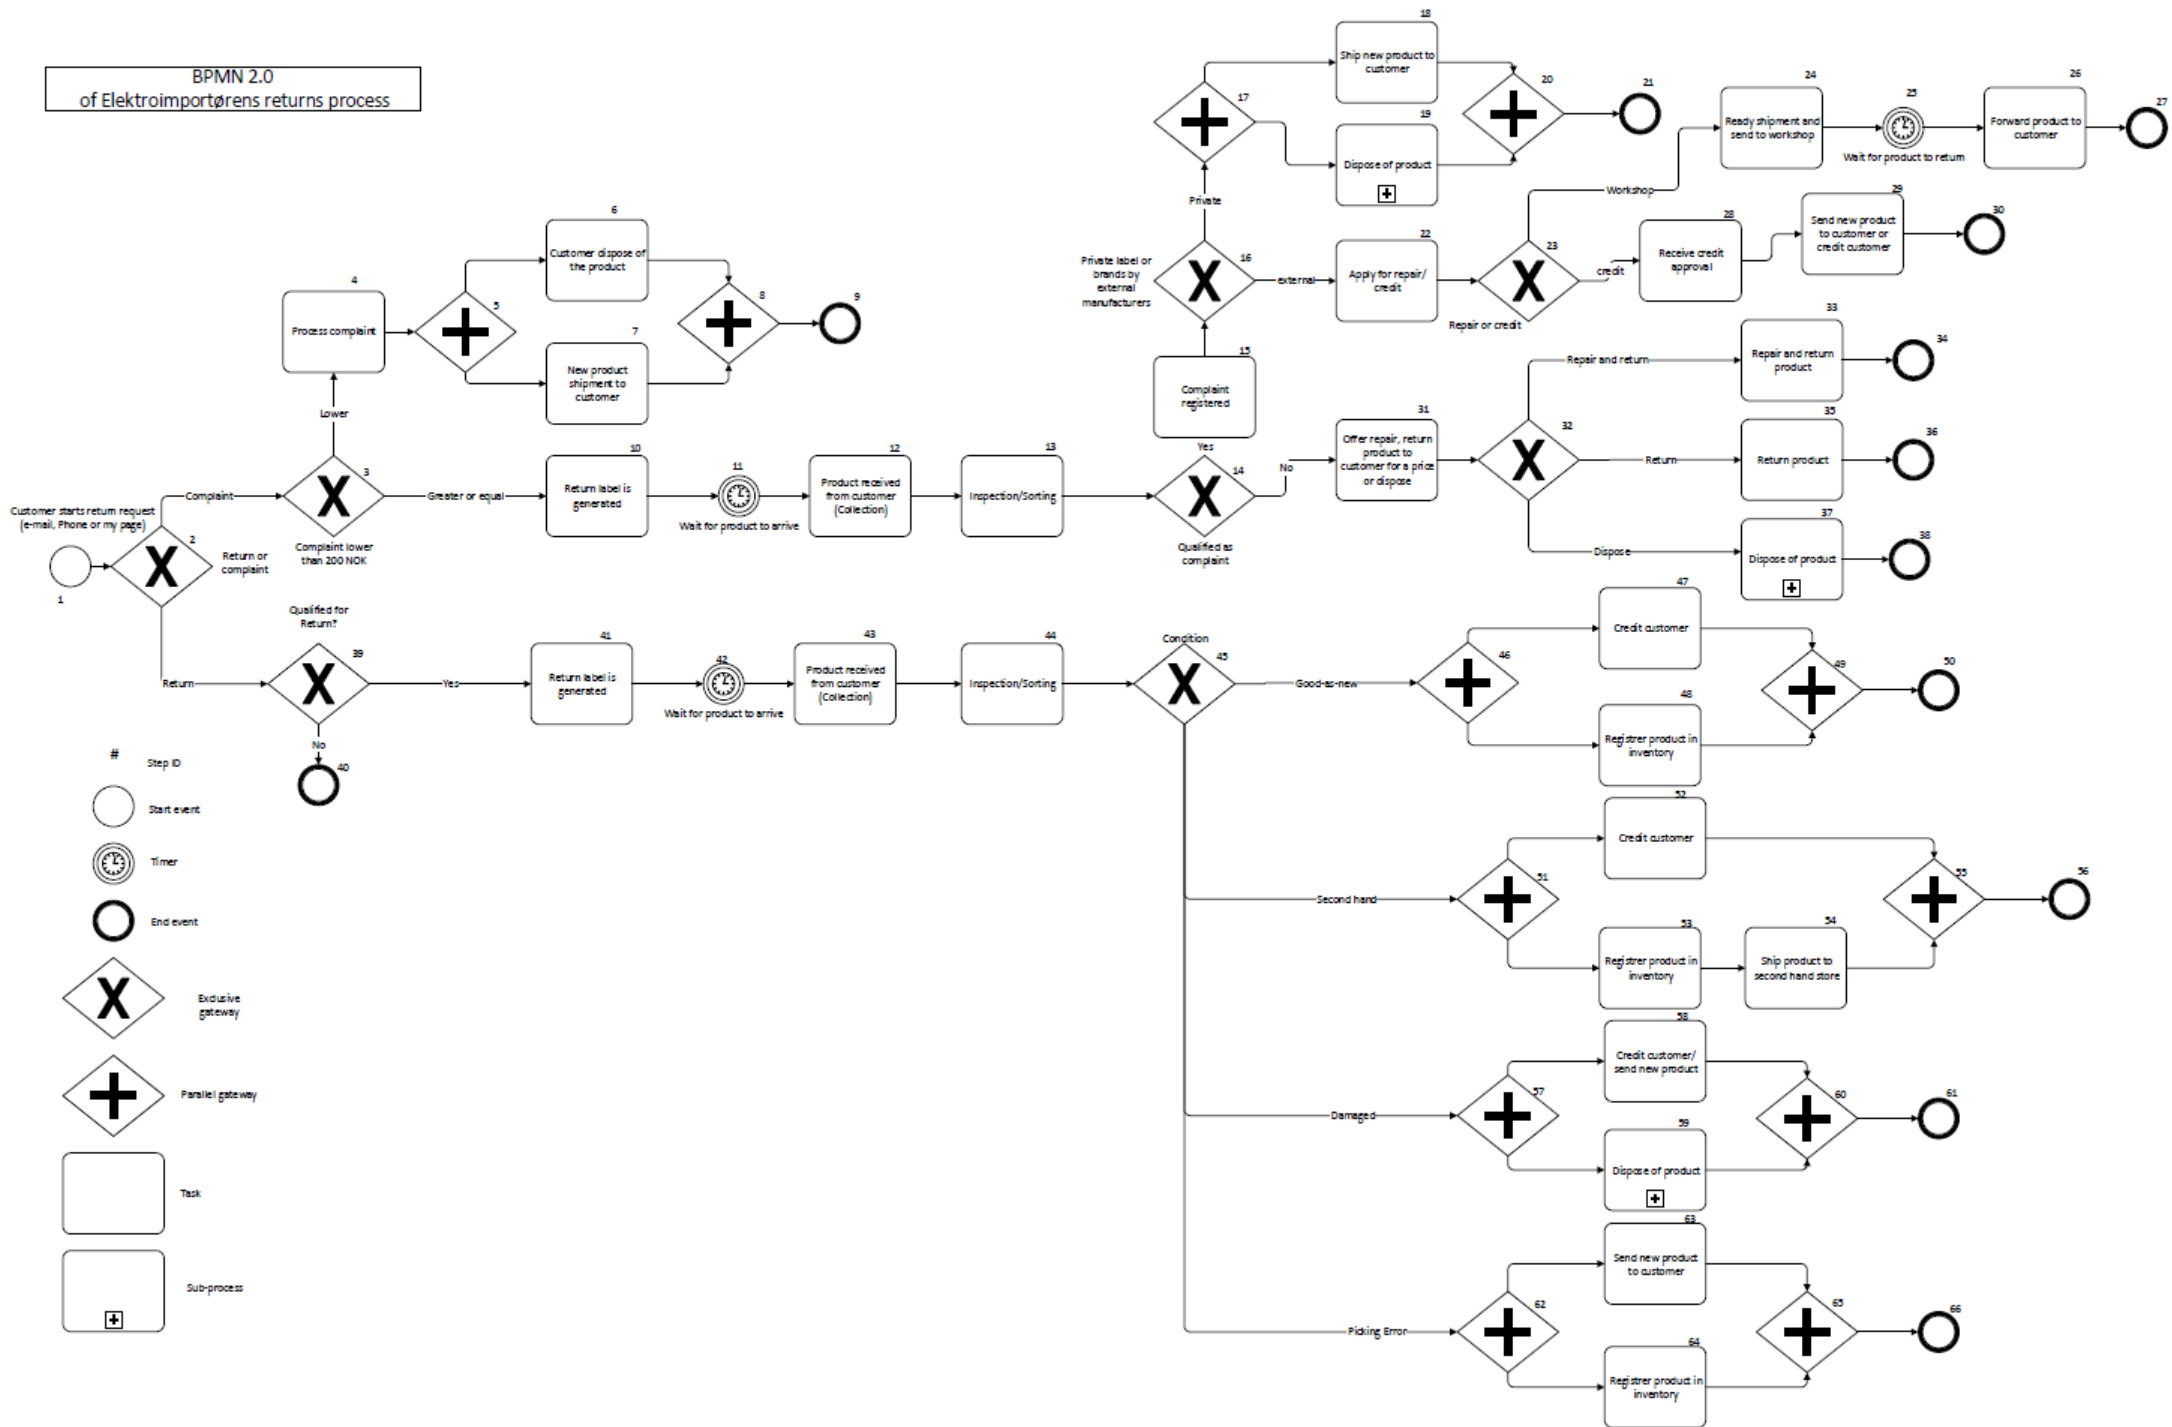 BPMN 2.0
of Elektroimportørens returns process
Customer starts return request
(e-mail, Phone or my page)
1
2
Return or
complaint
Complaint
3
Complaint lower
than 200 NOK
Lower
4
Process complaint
5
6
Customer dispose of
the product
7
New product
shipment to
customer
8
9
Greater or equal
10
Return label is
generated
11
Wait for product to arrive
12
Product received
from customer
(Collection)
13
Inspection/Sorting
14
Qualified as
complaint
Yes
15
Complaint
registered
16
Private label or
brands by
external
manufacturers
Private
17
18
Ship new product to
customer
19
Dispose of product
20
21
external
22
Apply for repair/
credit
23
Repair or credit
Workshop
24
Ready shipment and
send to workshop
25
Wait for product to return
26
Forward product to
customer
27
credit
28
Receive credit
approval
29
Send new product
to customer or
credit customer
30
No
31
Offer repair, return
product to
customer for a price
or dispose
32
Repair and return
33
Repair and return
product
34
Return
35
Return product
36
Dispose
37
Dispose of product
38
Return
Qualified for
Return?
39
No
40
Yes
41
Return label is
generated
42
Wait for product to arrive
43
Product received
from customer
(Collection)
44
Inspection/Sorting
Condition
45
Good-as-new
46
47
Credit customer
48
Registrer product in
inventory
49
50
Second hand
51
52
Credit customer
53
Registrer product in
inventory
54
Ship product to
second hand store
55
56
Damaged
57
58
Credit customer/
send new product
59
Dispose of product
60
61
Picking Error
62
63
Send new product
to customer
64
Registrer product in
inventory
65
66
#
Step ID
Start event
Timer
End event
Exclusive
gateway
Parallel gateway
Task
Sub-process